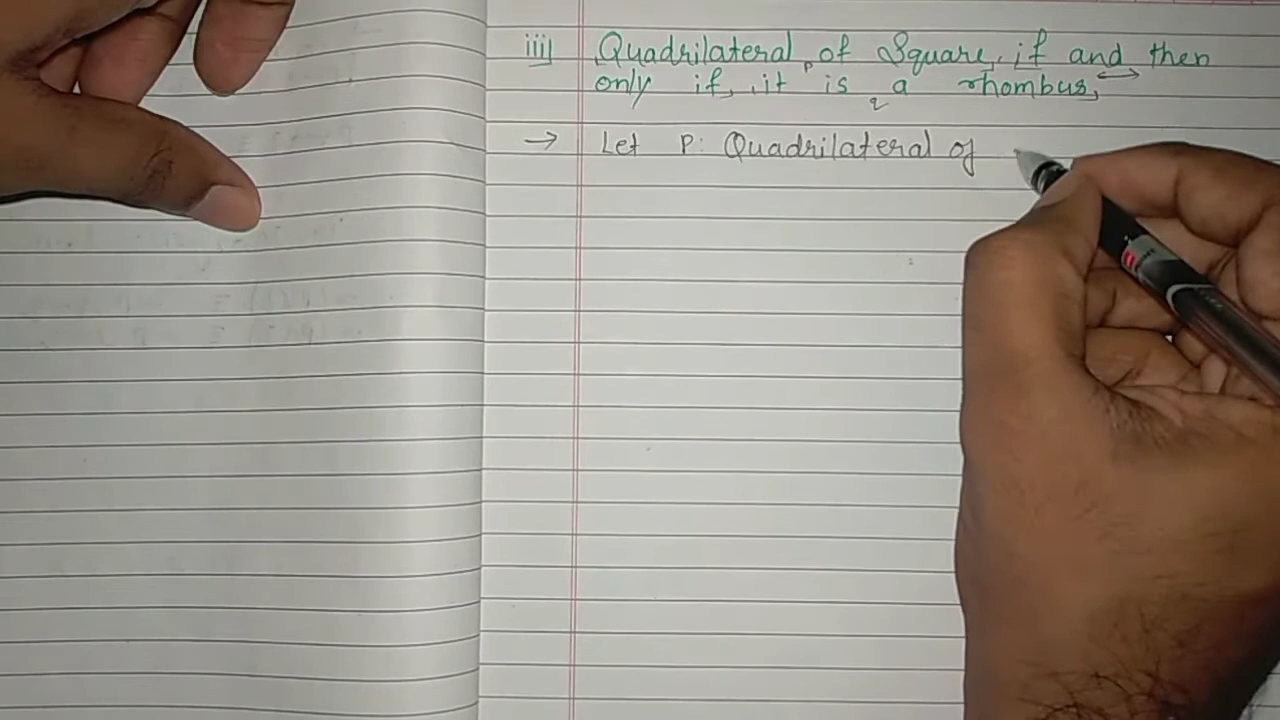 iii) Quadrilateral of Square, if and then
p
only if, it is a rhombus, ↔
q
→ Let P: Quadrilateral of